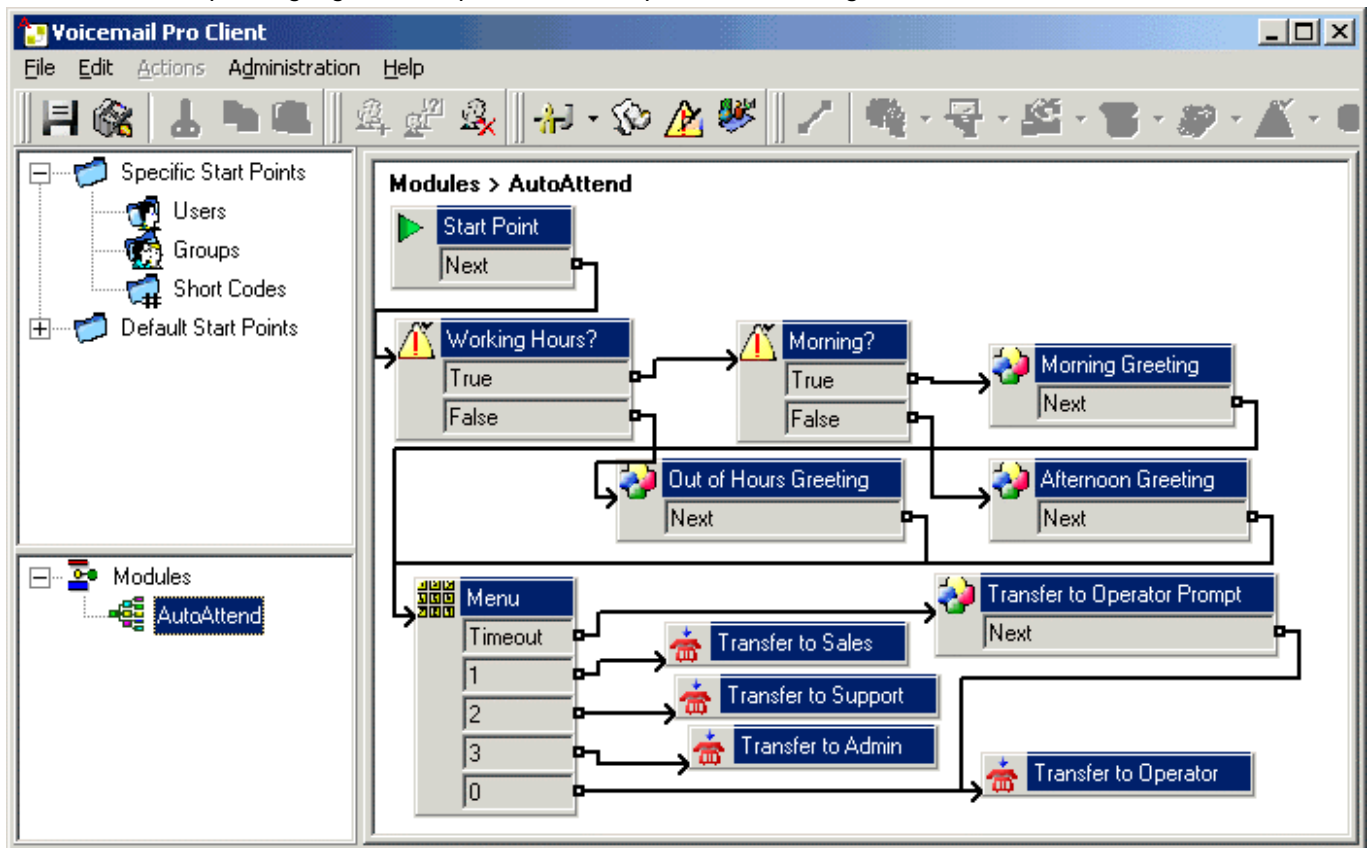 Voicemail Pro Client
File Edit Actions Administration Help
Specific Start Points
Users
Groups
Short Codes
Default Start Points
Modules
AutoAttend
Modules > AutoAttend
Start Point
Next
Working Hours?
True
False
Morning?
True
False
Morning Greeting
Next
Out of Hours Greeting
Next
Afternoon Greeting
Next
Menu
Timeout
1
2
3
0
Transfer to Operator Prompt
Next
Transfer to Sales
Transfer to Support
Transfer to Admin
Transfer to Operator